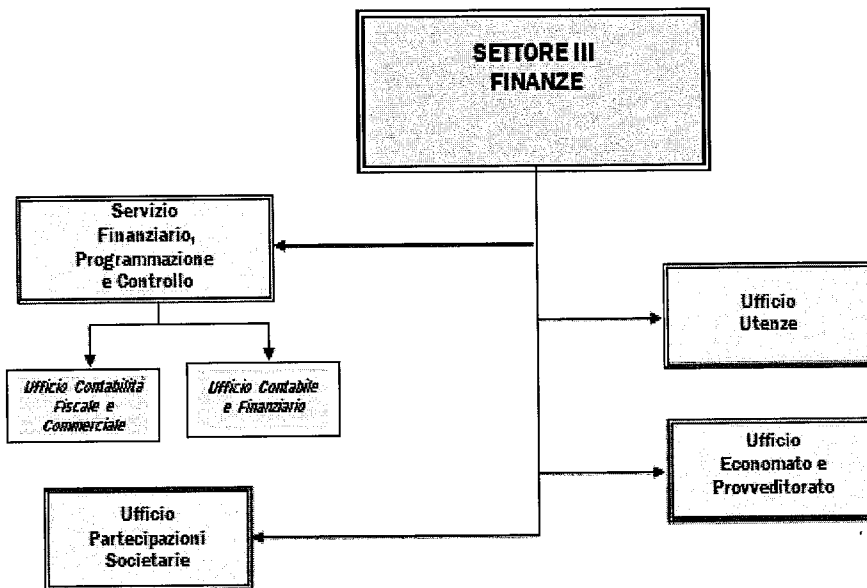 SETTORE III
FINANZE
Servizio
Finanziario,
Programmazione
e Controllo
Ufficio
Utenze
Ufficio Contabilità
Fiscale e
Commerciale
Ufficio Contabile
e Finanziario
Ufficio
Economato e
Provveditorato
Ufficio
Partecipazioni
Societarie